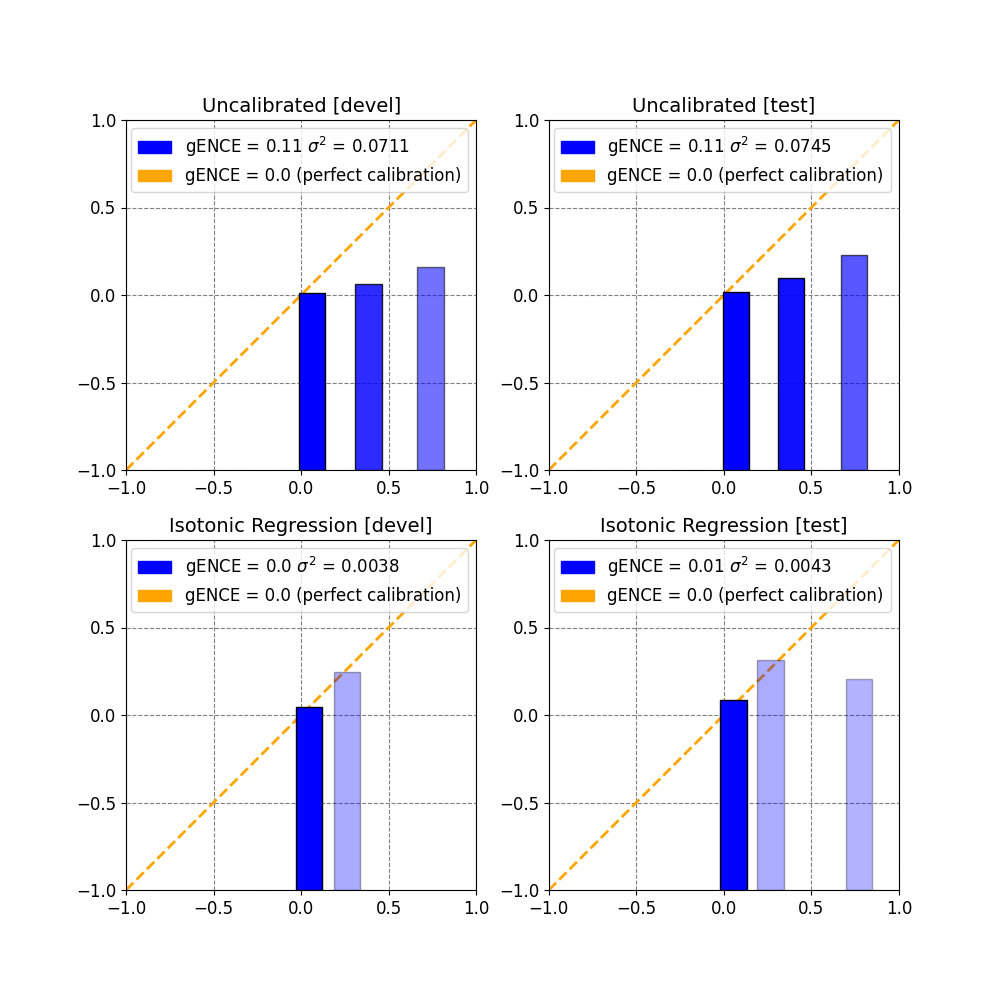 Uncalibrated [devel]
1.0
0.5
0.0
−0.5
−1.0
gENCE = 0.11 σ² = 0.0711
gENCE = 0.0 (perfect calibration)
−1.0 −0.5 0.0 0.5 1.0
Uncalibrated [test]
1.0
0.5
0.0
−0.5
−1.0
gENCE = 0.11 σ² = 0.0745
gENCE = 0.0 (perfect calibration)
−1.0 −0.5 0.0 0.5 1.0
Isotonic Regression [devel]
1.0
0.5
0.0
−0.5
−1.0
gENCE = 0.0 σ² = 0.0038
gENCE = 0.0 (perfect calibration)
−1.0 −0.5 0.0 0.5 1.0
Isotonic Regression [test]
1.0
0.5
0.0
−0.5
−1.0
gENCE = 0.01 σ² = 0.0043
gENCE = 0.0 (perfect calibration)
−1.0 −0.5 0.0 0.5 1.0